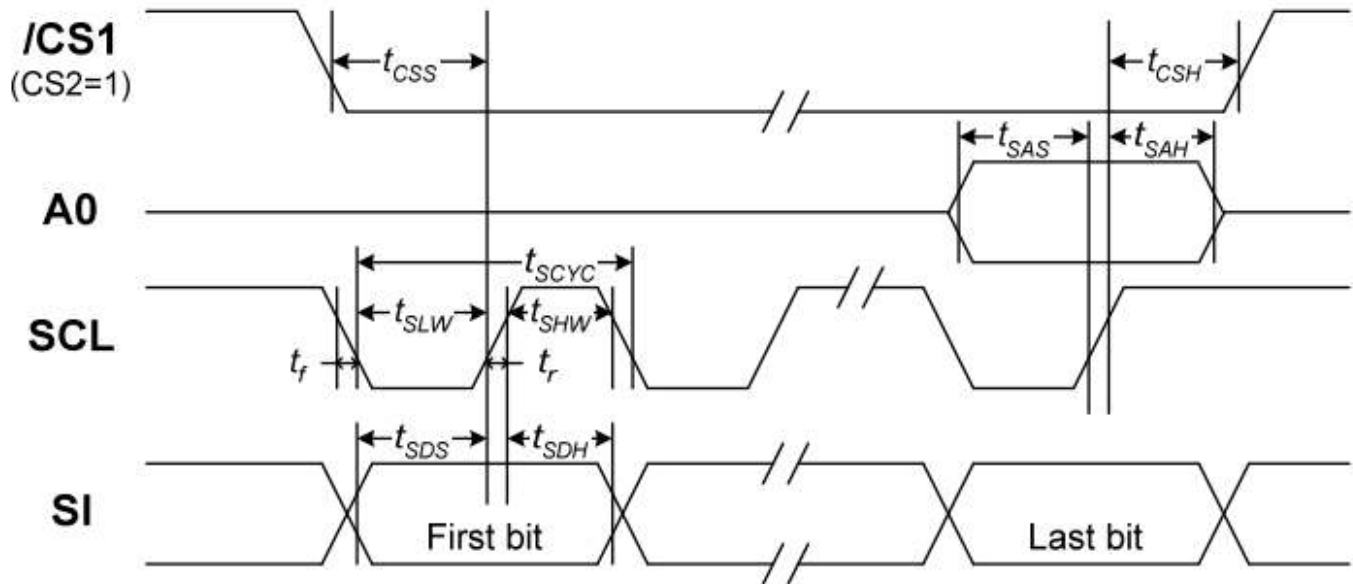 /CS1
(CS2=1)
tCSS
tCSH
tSAS
tSAH
A0
tSCYC
SCL
tSLW
tSHW
tf
tr
tSDS
tSDH
SI
First bit
Last bit